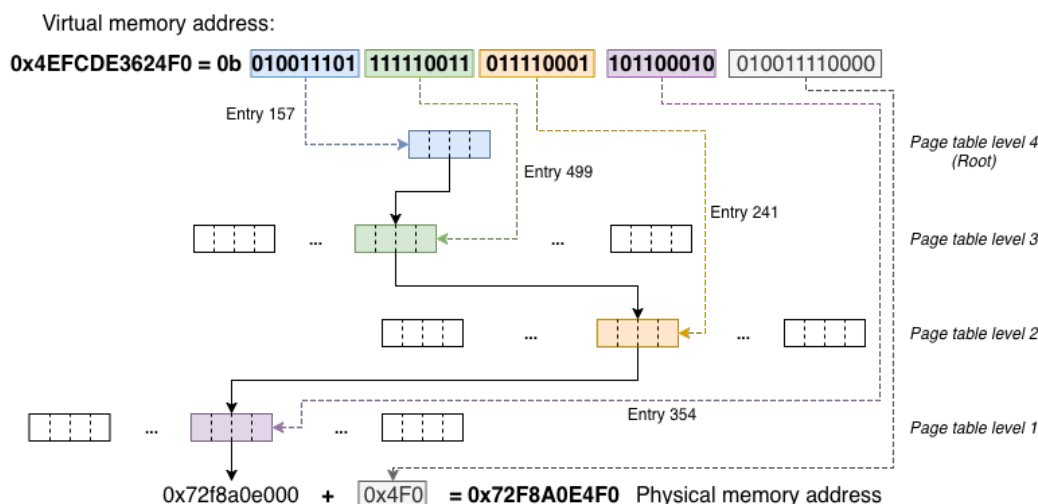 Virtual memory address:
0x4EFCDE3624F0 = 0b 010011101 111110011 011110001 101100010 010011110000
Entry 157
Page table level 4
(Root)
Entry 499
Entry 241
... ... Page table level 3
... ... Page table level 2
Entry 354
... ... Page table level 1
0x72f8a0e000 + 0x4F0 = 0x72F8A0E4F0 Physical memory address